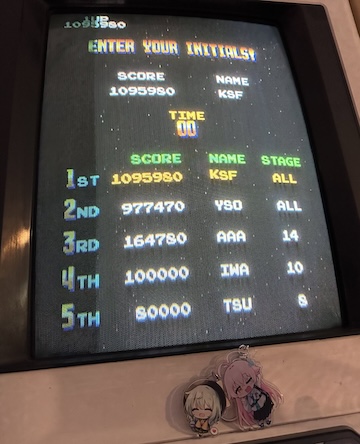 1UP
1095980
ENTER YOUR INITIALS!
SCORE NAME
1095980 KSF
TIME
00
SCORE NAME STAGE
1ST 1095980 KSF ALL
2ND 977470 YSO ALL
3RD 164780 AAA 14
4TH 100000 IWA 10
5TH 80000 TSU 8